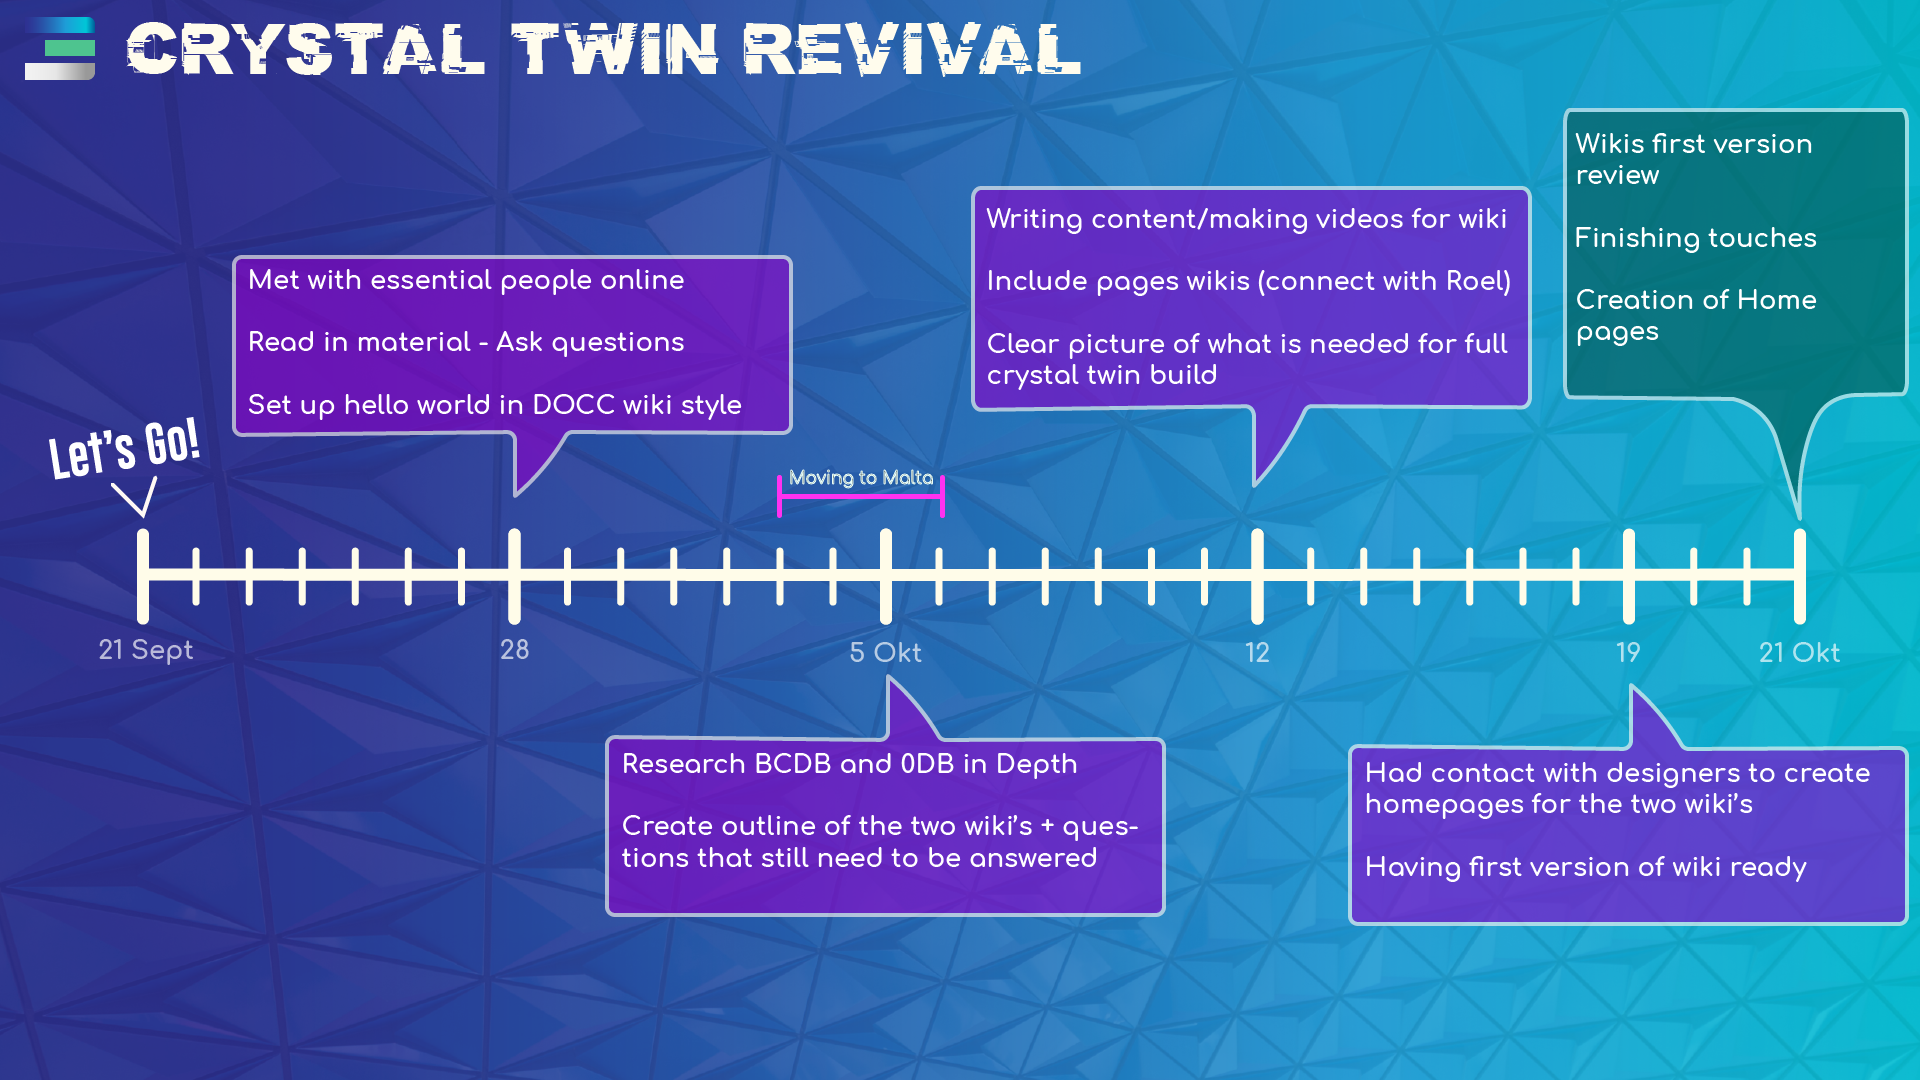 CRYSTAL TWIN REVIVAL
Wikis first version
review
Finishing touches
Creation of Home
pages
Writing content/making videos for wiki
Include pages wikis (connect with Roel)
Clear picture of what is needed for full
crystal twin build
Met with essential people online
Read in material - Ask questions
Set up hello world in DOCC wiki style
Let's Go!
Moving to Malta
21 Sept
28
5 Okt
12
19
21 Okt
Research BCDB and 0DB in Depth
Create outline of the two wiki's + ques-
tions that still need to be answered
Had contact with designers to create
homepages for the two wiki's
Having first version of wiki ready